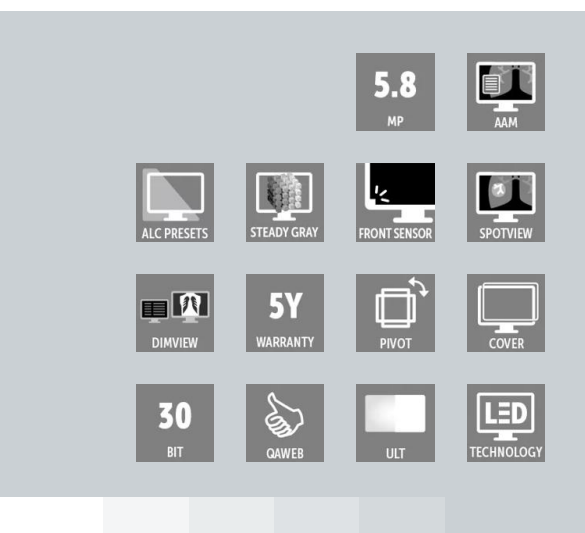 5.8
MP
AAM
ALC PRESETS
STEADY GRAY
FRONT SENSOR
SPOTVIEW
DIMVIEW
5Y
WARRANTY
PIVOT
COVER
30
BIT
QAWEB
ULT
LED
TECHNOLOGY